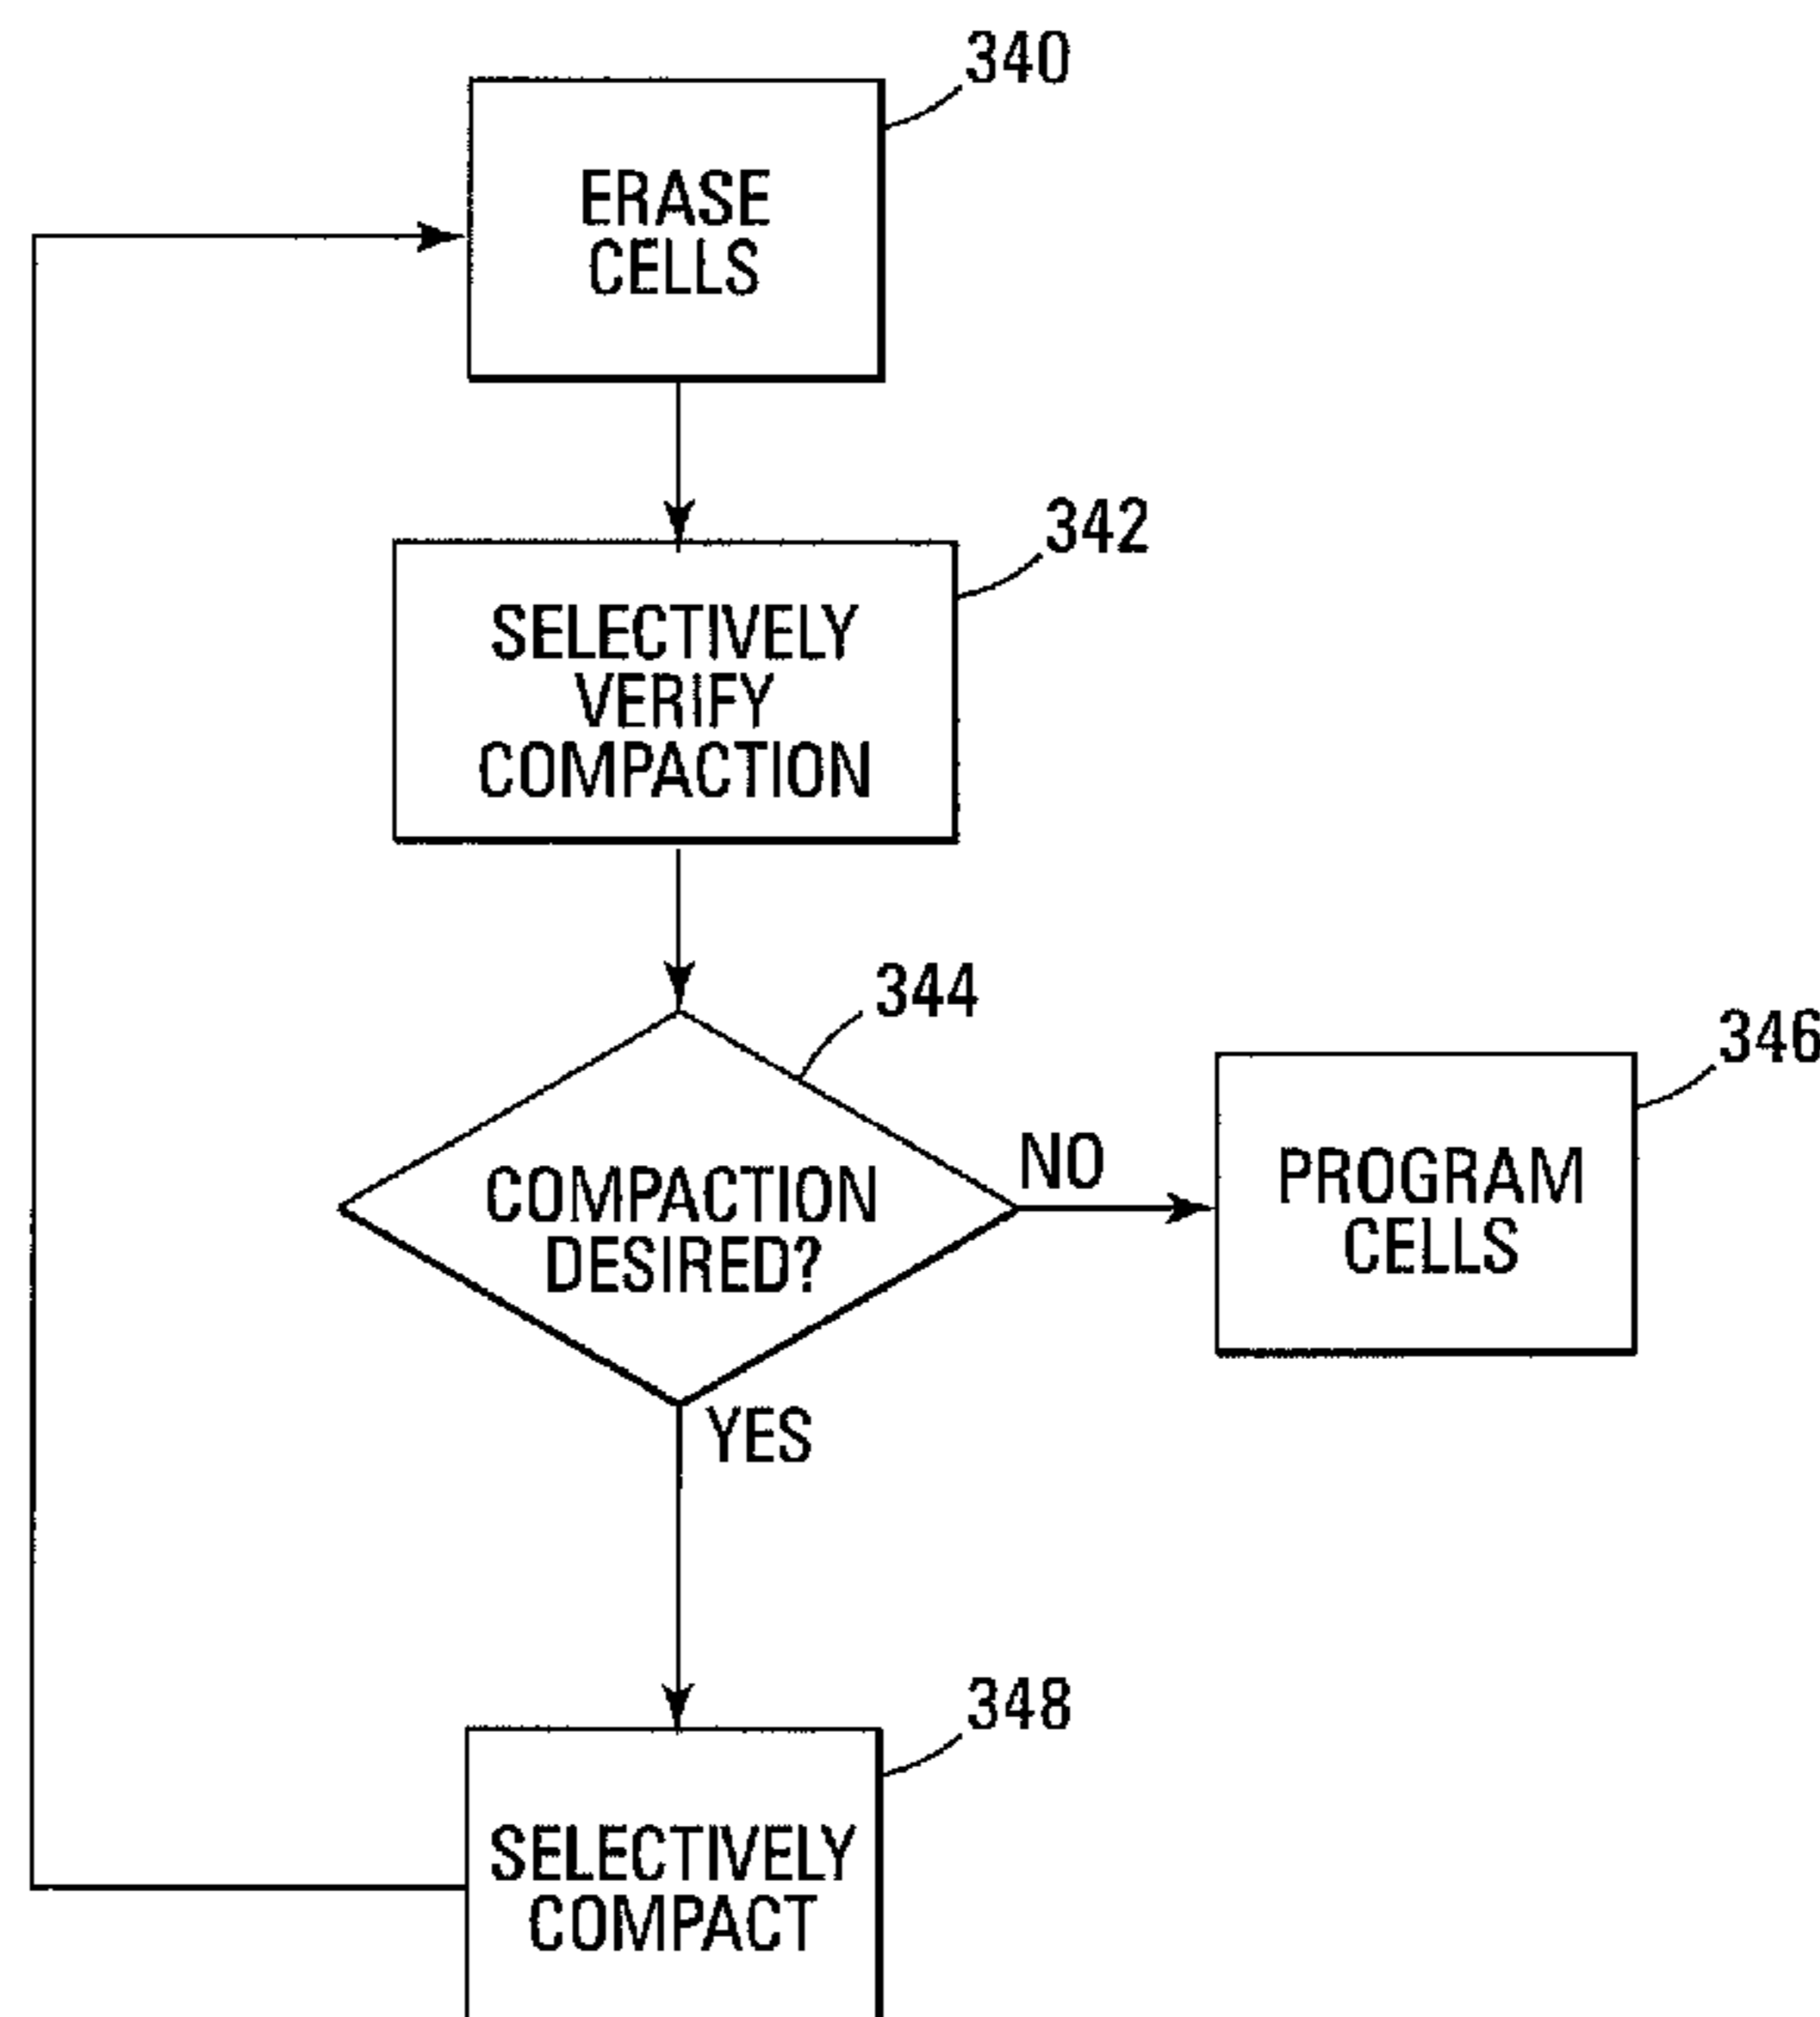 340
ERASE
CELLS
342
SELECTIVELY
VERIFY
COMPACTION
344
COMPACTION
DESIRED?
NO
346
PROGRAM
CELLS
YES
348
SELECTIVELY
COMPACT